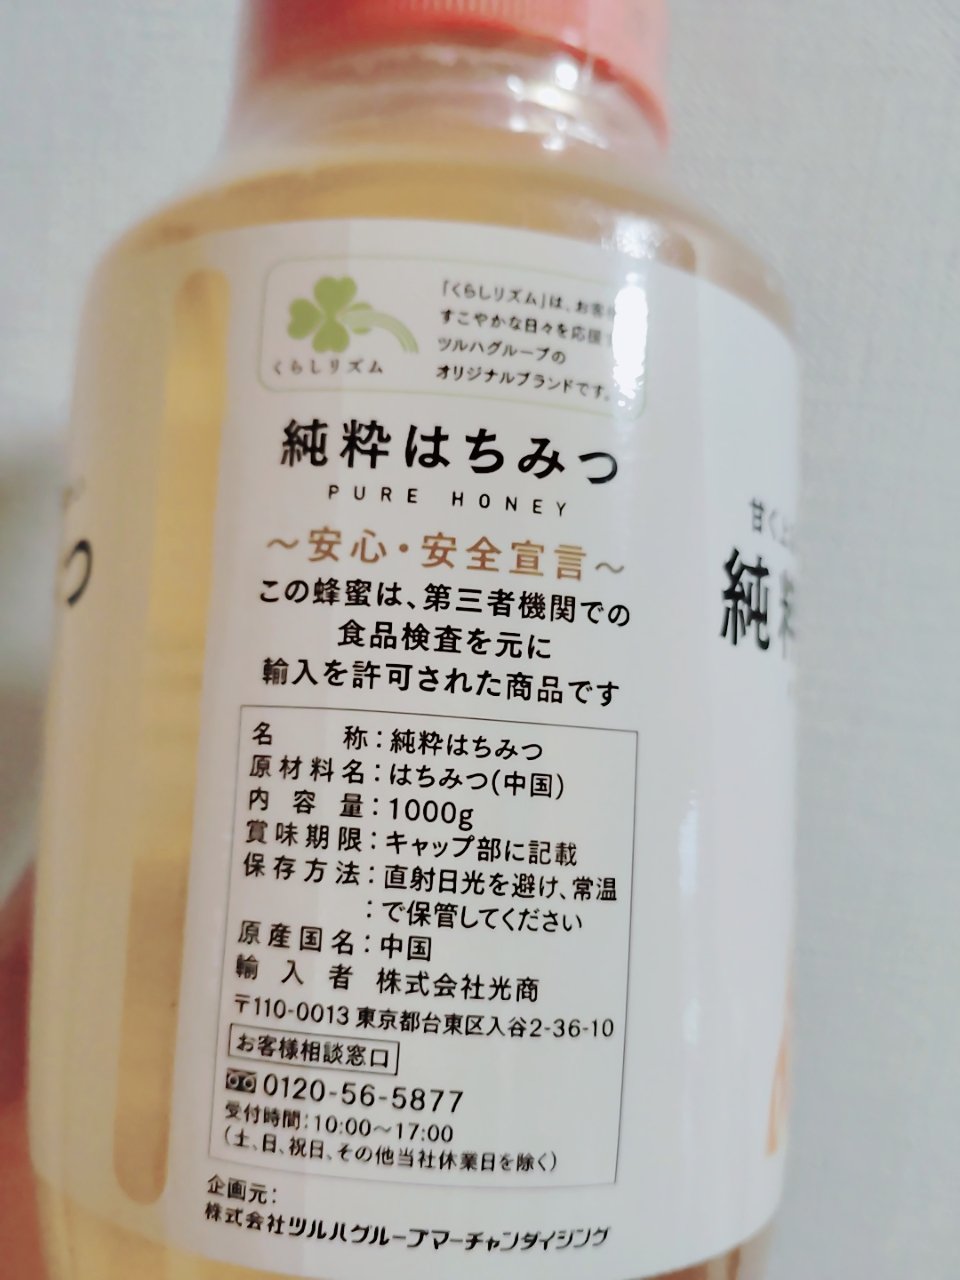 くらしリズム
「くらしリズム」は、お客
すこやかな日々を応援
ツルハグループの
オリジナルブランドです。
純粋はちみつ
PURE HONEY
～安心・安全宣言～
この蜂蜜は、第三者機関での
食品検査を元に
輸入を許可された商品です
名称：純粋はちみつ
原材料名：はちみつ(中国)
内容量：1000g
賞味期限：キャップ部に記載
保存方法：直射日光を避け、常温
：で保管してください
原産国名：中国
輸入者 株式会社光商
〒110-0013 東京都台東区入谷2-36-10
お客様相談窓口
0120-56-5877
受付時間：10:00～17:00
(土、日、祝日、その他当社休業日を除く)
企画元：
株式会社ツルハグループマーチャンダイジング
つ
甘く
純